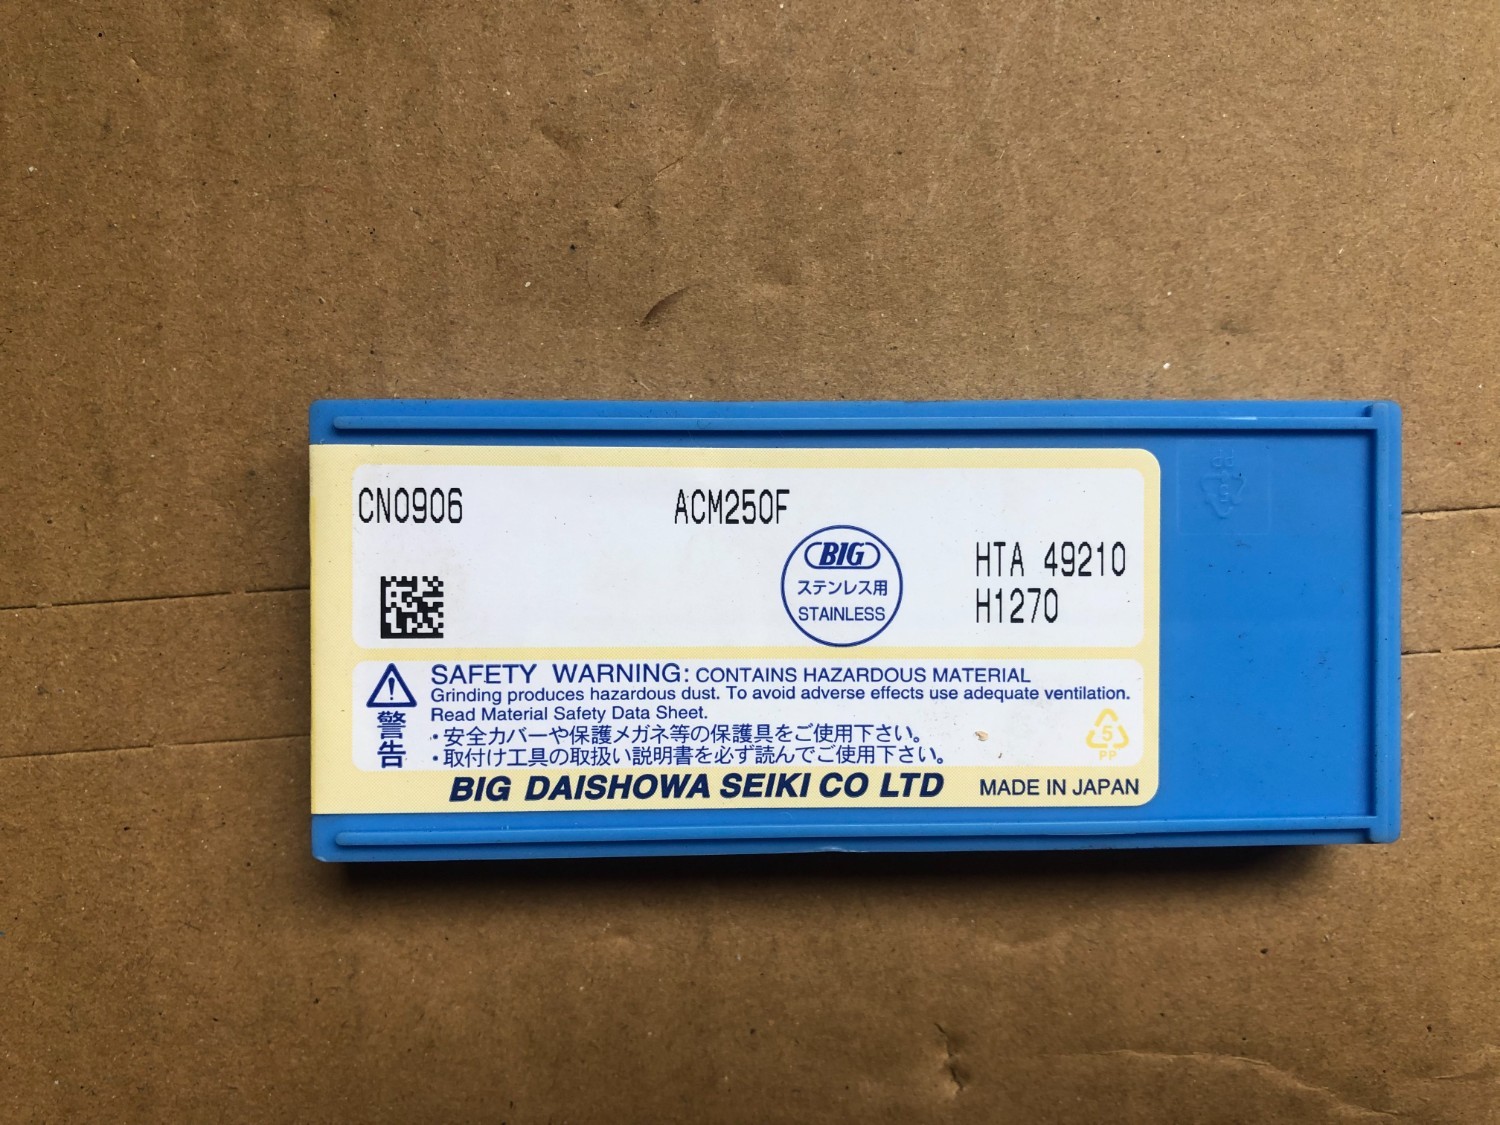 CN0906
ACM250F
BIG
ステンレス用
STAINLESS
HTA 49210
H1270
SAFETY WARNING: CONTAINS HAZARDOUS MATERIAL
Grinding produces hazardous dust. To avoid adverse effects use adequate ventilation.
Read Material Safety Data Sheet.
警告
・安全カバーや保護メガネ等の保護具をご使用下さい。
・取付け工具の取扱い説明書を必ず読んでご使用下さい。
5
PP
BIG DAISHOWA SEIKI CO LTD
MADE IN JAPAN
PP
5